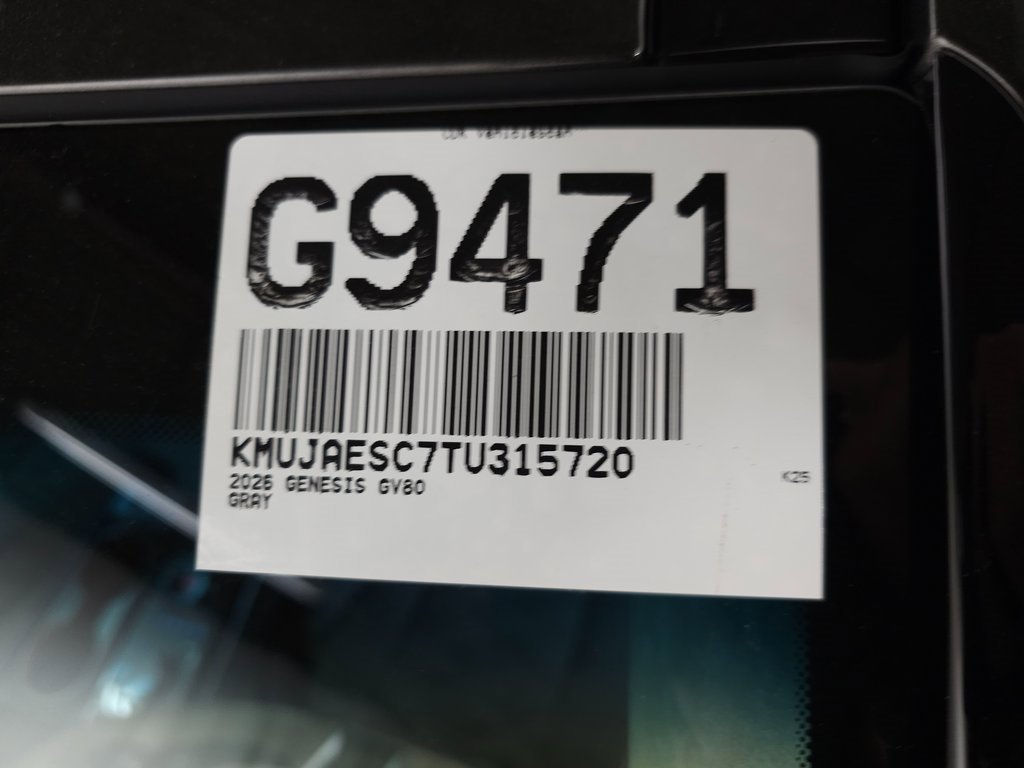 G9471
KMUJAESC7TU315720
2026 GENESIS GV80
GRAY
K25